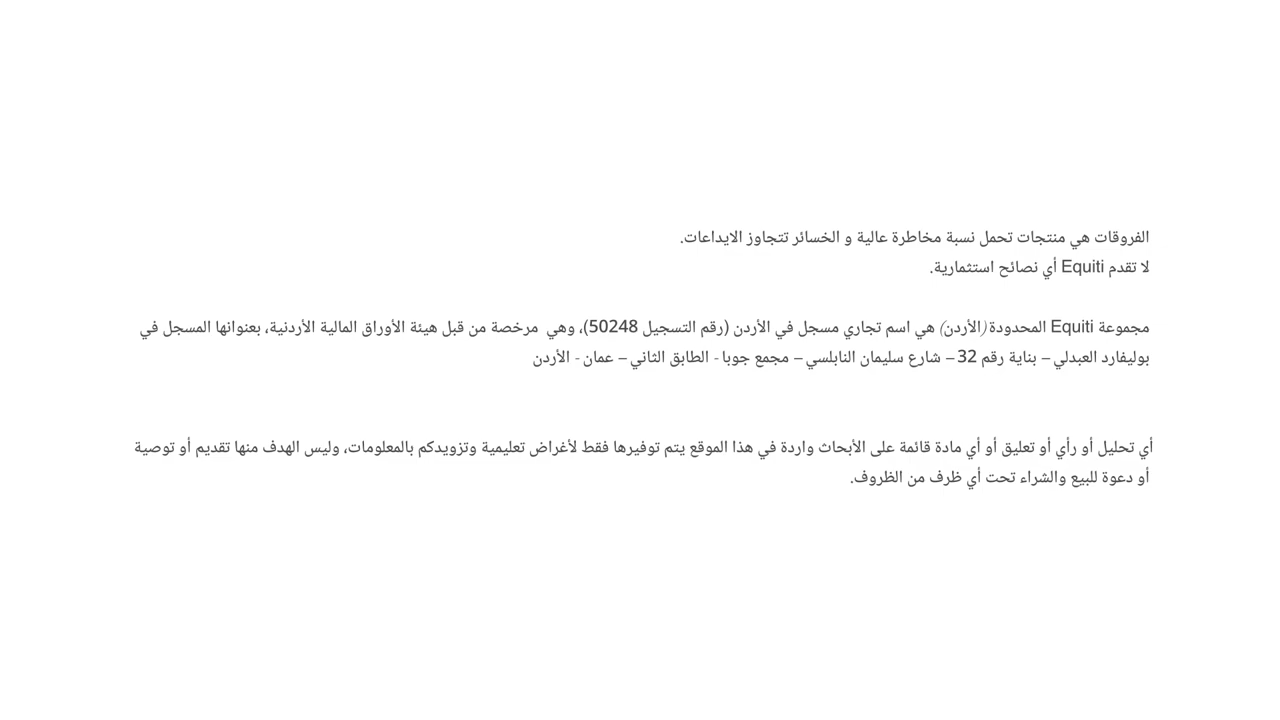 الفروقات هي منتجات تحمل نسبة مخاطرة عالية و الخسائر تتجاوز الايداعات.
لا تقدم Equiti أي نصائح استثمارية.
مجموعة Equiti المحدودة (الأردن) هي اسم تجاري مسجل في الأردن (رقم التسجيل 50248)، وهي مرخصة من قبل هيئة الأوراق المالية الأردنية، بعنوانها المسجل في
بوليفارد العبدلي – بناية رقم 32 – شارع سليمان النابلسي – مجمع جوبا - الطابق الثاني – عمان - الأردن
أي تحليل أو رأي أو تعليق أو أي مادة قائمة على الأبحاث واردة في هذا الموقع يتم توفيرها فقط لأغراض تعليمية وتزويدكم بالمعلومات، وليس الهدف منها تقديم أو توصية
أو دعوة للبيع والشراء تحت أي ظرف من الظروف.